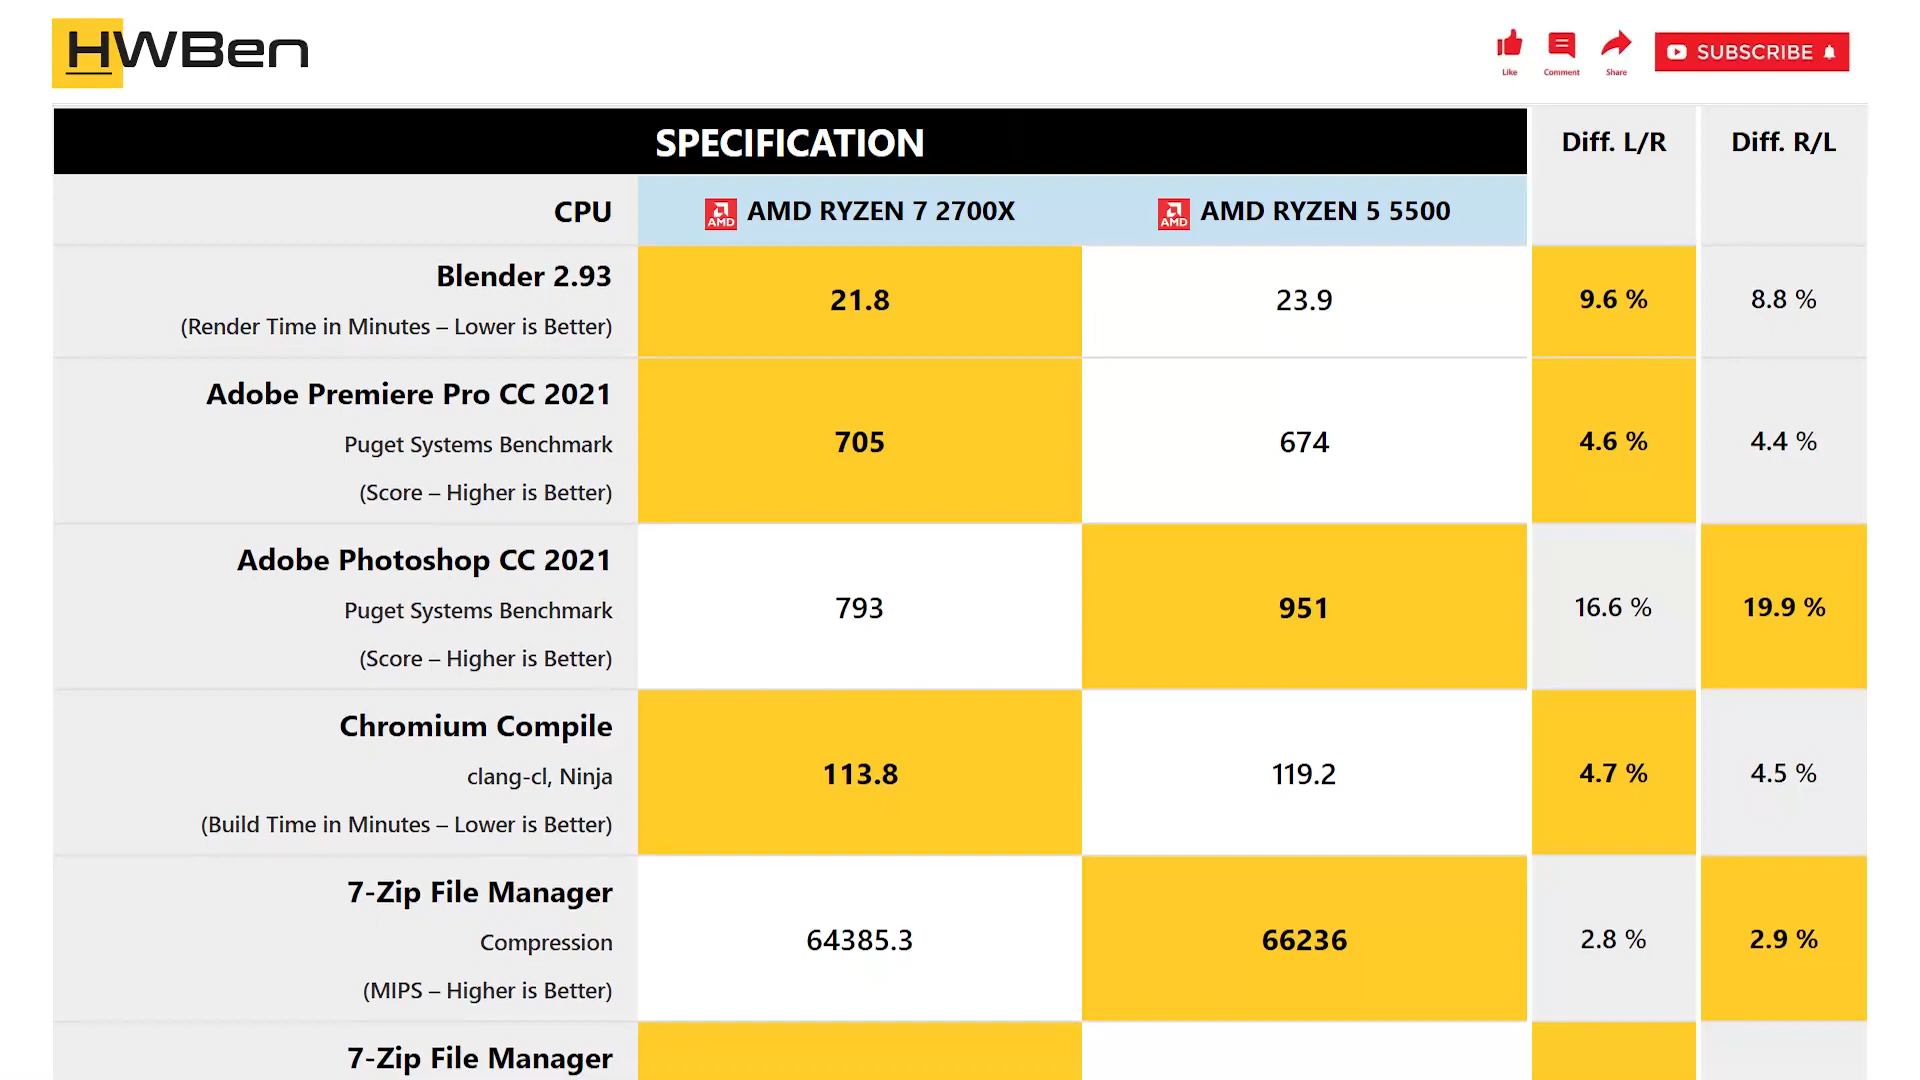 HWBen
Like
Comment
Share
SUBSCRIBE
SPECIFICATION
Diff. L/R
Diff. R/L
CPU
AMD
AMD RYZEN 7 2700X
AMD
AMD RYZEN 5 5500
Blender 2.93
(Render Time in Minutes – Lower is Better)
21.8
23.9
9.6 %
8.8 %
Adobe Premiere Pro CC 2021
Puget Systems Benchmark
(Score – Higher is Better)
705
674
4.6 %
4.4 %
Adobe Photoshop CC 2021
Puget Systems Benchmark
(Score – Higher is Better)
793
951
16.6 %
19.9 %
Chromium Compile
clang-cl, Ninja
(Build Time in Minutes – Lower is Better)
113.8
119.2
4.7 %
4.5 %
7-Zip File Manager
Compression
(MIPS – Higher is Better)
64385.3
66236
2.8 %
2.9 %
7-Zip File Manager